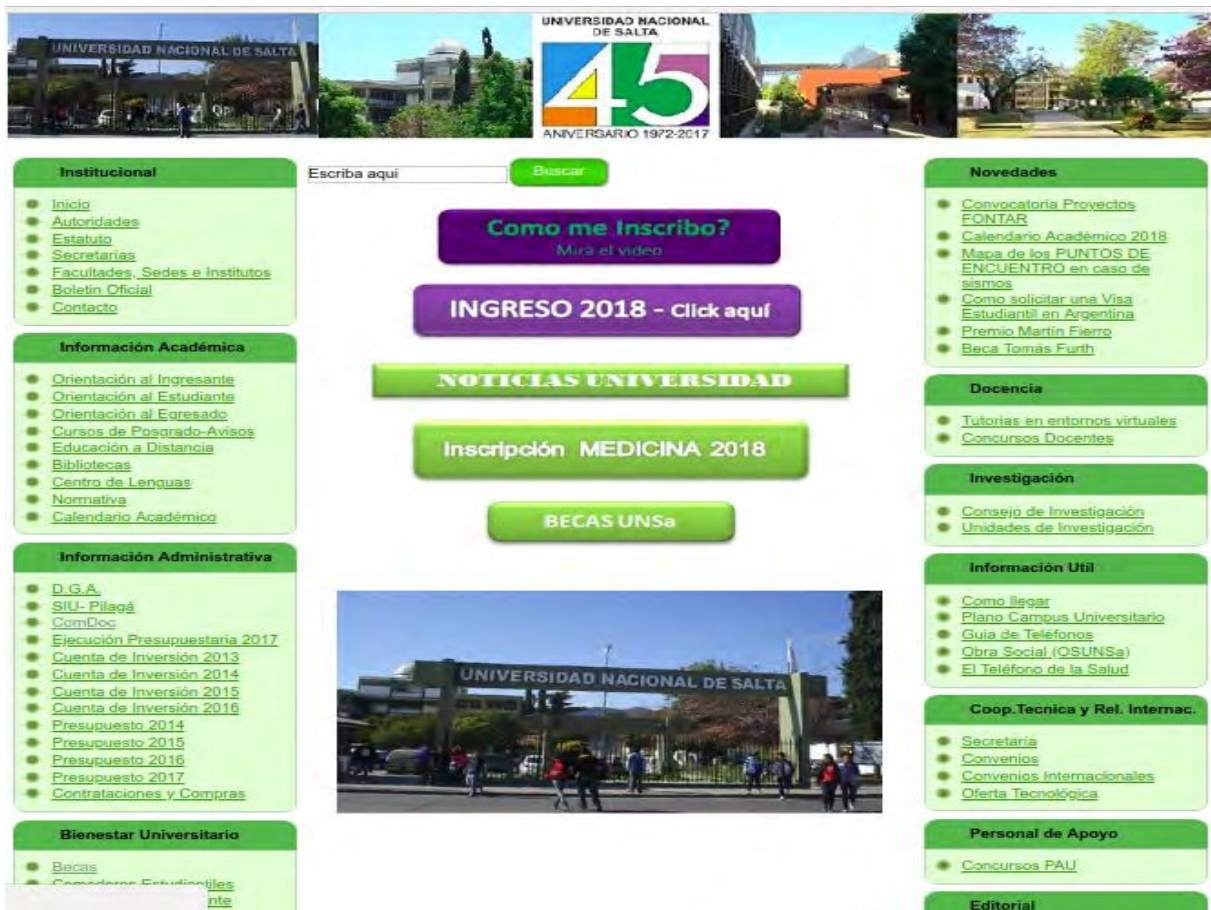 UNIVERSIDAD NACIONAL DE SALTA
UNIVERSIDAD NACIONAL
DE SALTA
45
ANIVERSARIO 1972-2017
Institucional
Inicio
Autoridades
Estatuto
Secretarías
Facultades, Sedes e Institutos
Boletín Oficial
Contacto
Información Académica
Orientación al Ingresante
Orientación al Estudiante
Orientación al Egresado
Cursos de Posgrado-Avisos
Educación a Distancia
Bibliotecas
Centro de Lenguas
Normativa
Calendario Académico
Información Administrativa
D.G.A.
SIU- Pilagá
ComDoc
Ejecución Presupuestaria 2017
Cuenta de Inversión 2013
Cuenta de Inversión 2014
Cuenta de Inversión 2015
Cuenta de Inversión 2016
Presupuesto 2014
Presupuesto 2015
Presupuesto 2016
Presupuesto 2017
Contrataciones y Compras
Bienestar Universitario
Becas
Comedores Estudiantiles
nte
Escriba aqui
Buscar
Como me Inscribo?
Mirá el video
INGRESO 2018 - Click aquí
NOTICIAS UNIVERSIDAD
Inscripción MEDICINA 2018
BECAS UNSa
UNIVERSIDAD NACIONAL DE SALTA
Novedades
Convocatoria Proyectos
FONTAR
Calendario Académico 2018
Mapa de los PUNTOS DE
ENCUENTRO en caso de
sismos
Como solicitar una Visa
Estudiantil en Argentina
Premio Martín Fierro
Beca Tomás Furth
Docencia
Tutorias en entornos virtuales
Concursos Docentes
Investigación
Consejo de Investigación
Unidades de Investigación
Información Util
Como llegar
Plano Campus Universitario
Guia de Teléfonos
Obra Social (OSUNSa)
El Teléfono de la Salud
Coop.Tecnica y Rel. Internac.
Secretaría
Convenios
Convenios Internacionales
Oferta Tecnológica
Personal de Apoyo
Concursos PAU
Editorial